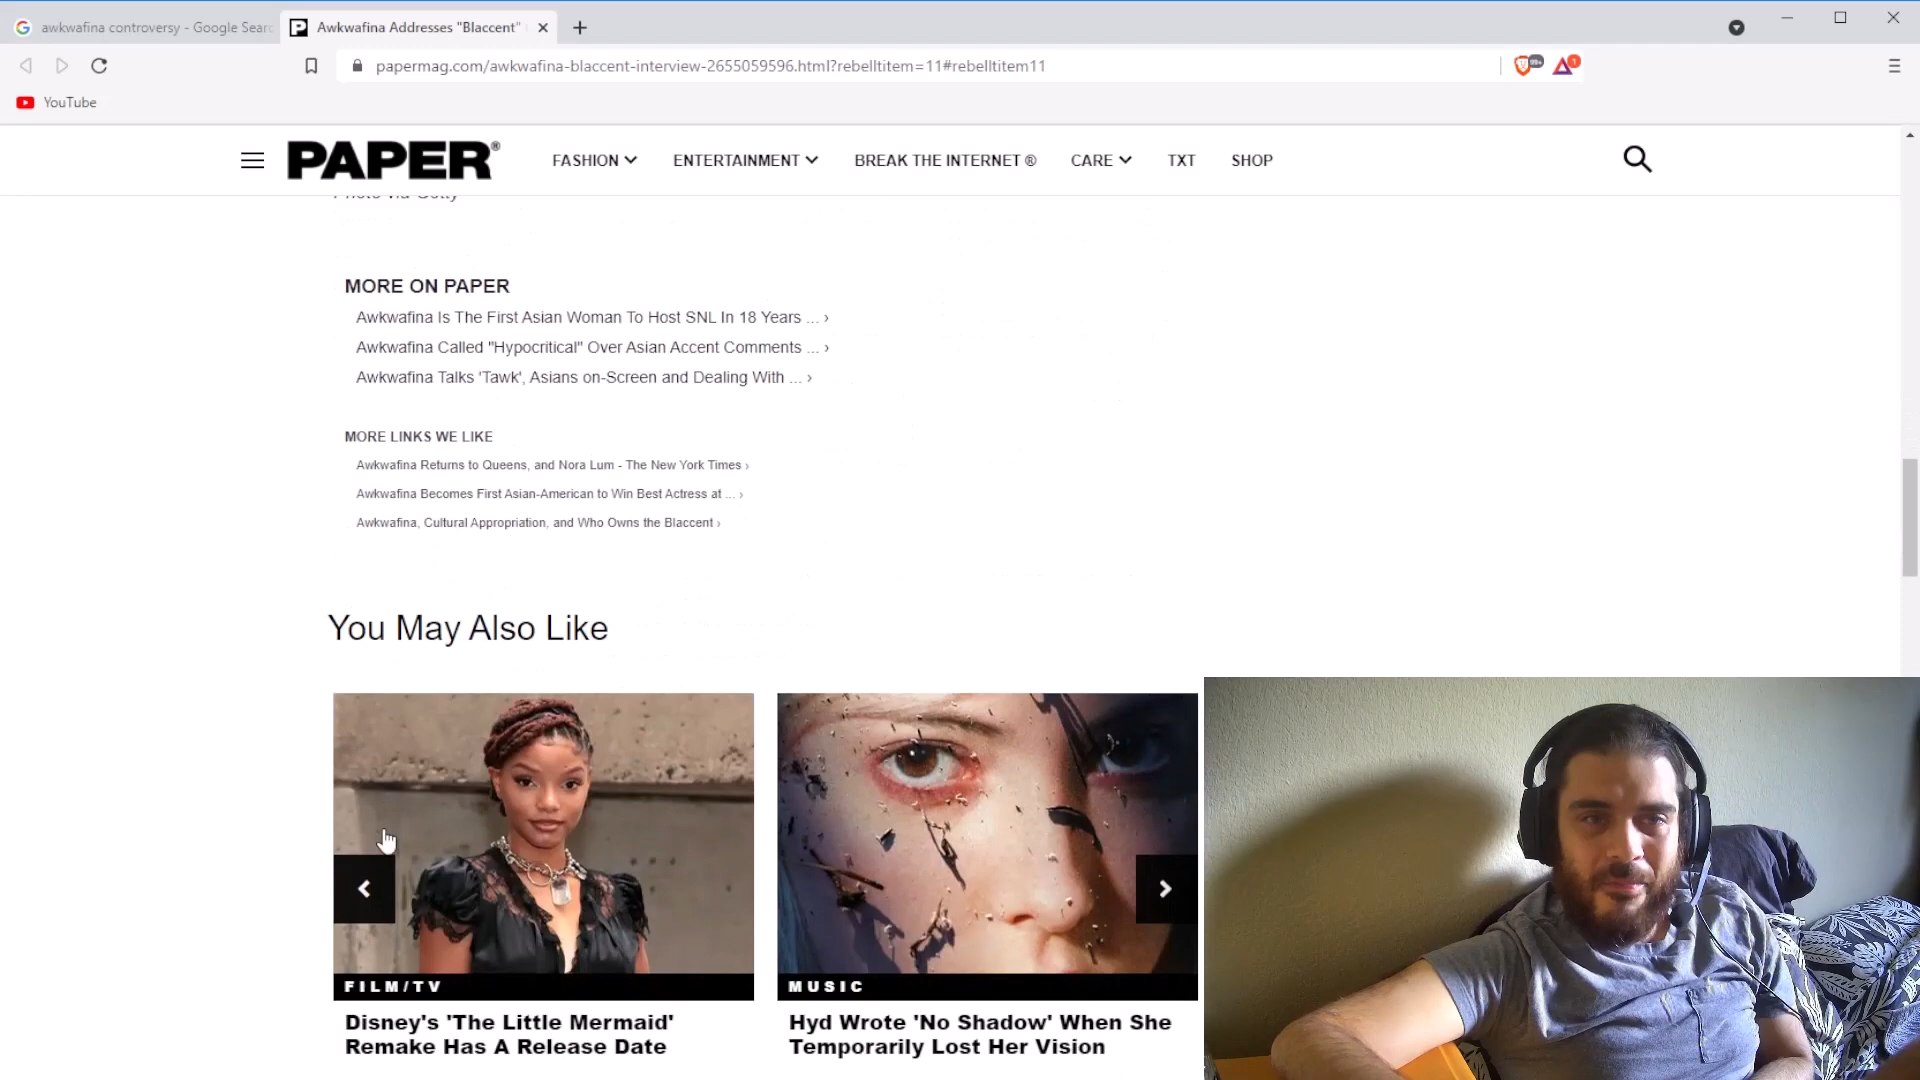 awkwafina controversy - Google Searc
Awkwafina Addresses "Blaccent"
papermag.com/awkwafina-blaccent-interview-2655059596.html?rebelltitem=11#rebelltitem11
99+
1
YouTube
PAPER®
FASHION
ENTERTAINMENT
BREAK THE INTERNET ®
CARE
TXT
SHOP
Photo via Getty
MORE ON PAPER
Awkwafina Is The First Asian Woman To Host SNL In 18 Years ... ›
Awkwafina Called "Hypocritical" Over Asian Accent Comments ... ›
Awkwafina Talks 'Tawk', Asians on-Screen and Dealing With ... ›
MORE LINKS WE LIKE
Awkwafina Returns to Queens, and Nora Lum - The New York Times ›
Awkwafina Becomes First Asian-American to Win Best Actress at ... ›
Awkwafina, Cultural Appropriation, and Who Owns the Blaccent ›
You May Also Like
FILM/TV
MUSIC
Disney's 'The Little Mermaid'
Remake Has A Release Date
Hyd Wrote 'No Shadow' When She
Temporarily Lost Her Vision